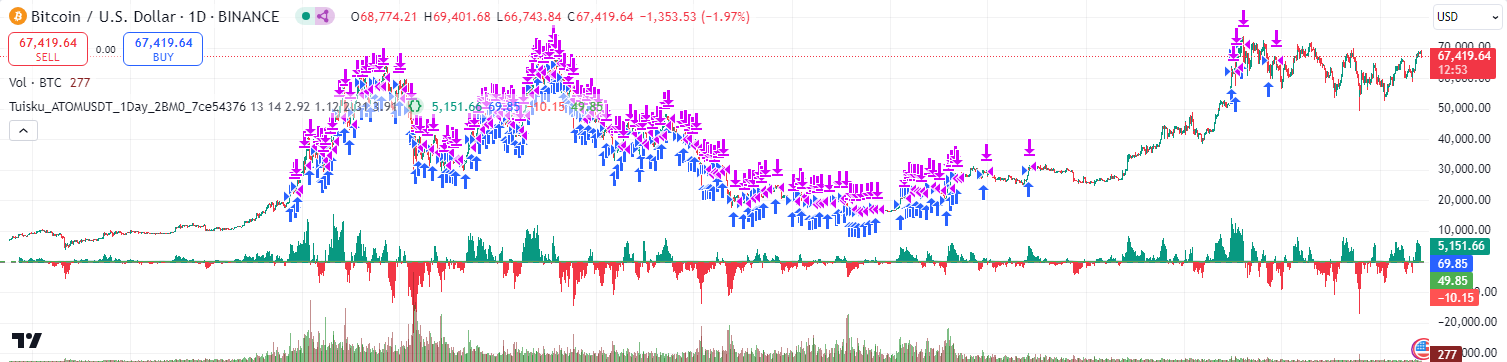 Bitcoin / U.S. Dollar · 1D · BINANCE O68,774.21 H69,401.68 L66,743.84 C67,419.64 −1,353.53 (−1.97%)
USD
67,419.64 SELL
0.00
67,419.64 BUY
70,000.00
67,419.64
12:53
Vol · BTC 277
Tuisku_ATOMUSDT_1Day_2BM0_7ce54376 13 14 2.92 1.12 2.31 3.91 5,151.66 69.85 −10.15 49.85
50,000.00
40,000.00
30,000.00
20,000.00
10,000.00
5,151.66
69.85
49.85
−10.15
−20,000.00
277